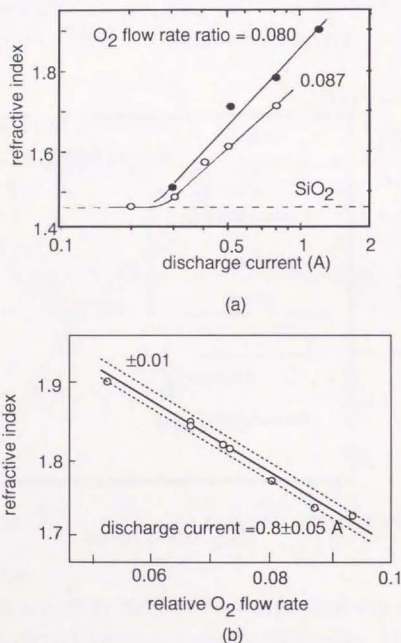 O2 flow rate ratio = 0.080
0.087
SiO2
refractive index
1.8
1.6
1.4
0.1
0.5
1
2
discharge current (A)
(a)
±0.01
refractive index
1.9
1.8
1.7
discharge current =0.8±0.05 A
0.06
0.08
0.1
relative O2 flow rate
(b)